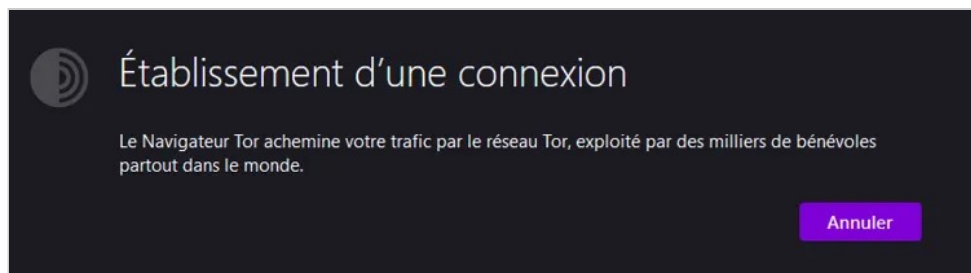 Établissement d’une connexion
Le Navigateur Tor achemine votre trafic par le réseau Tor, exploité par des milliers de bénévoles
partout dans le monde.
Annuler